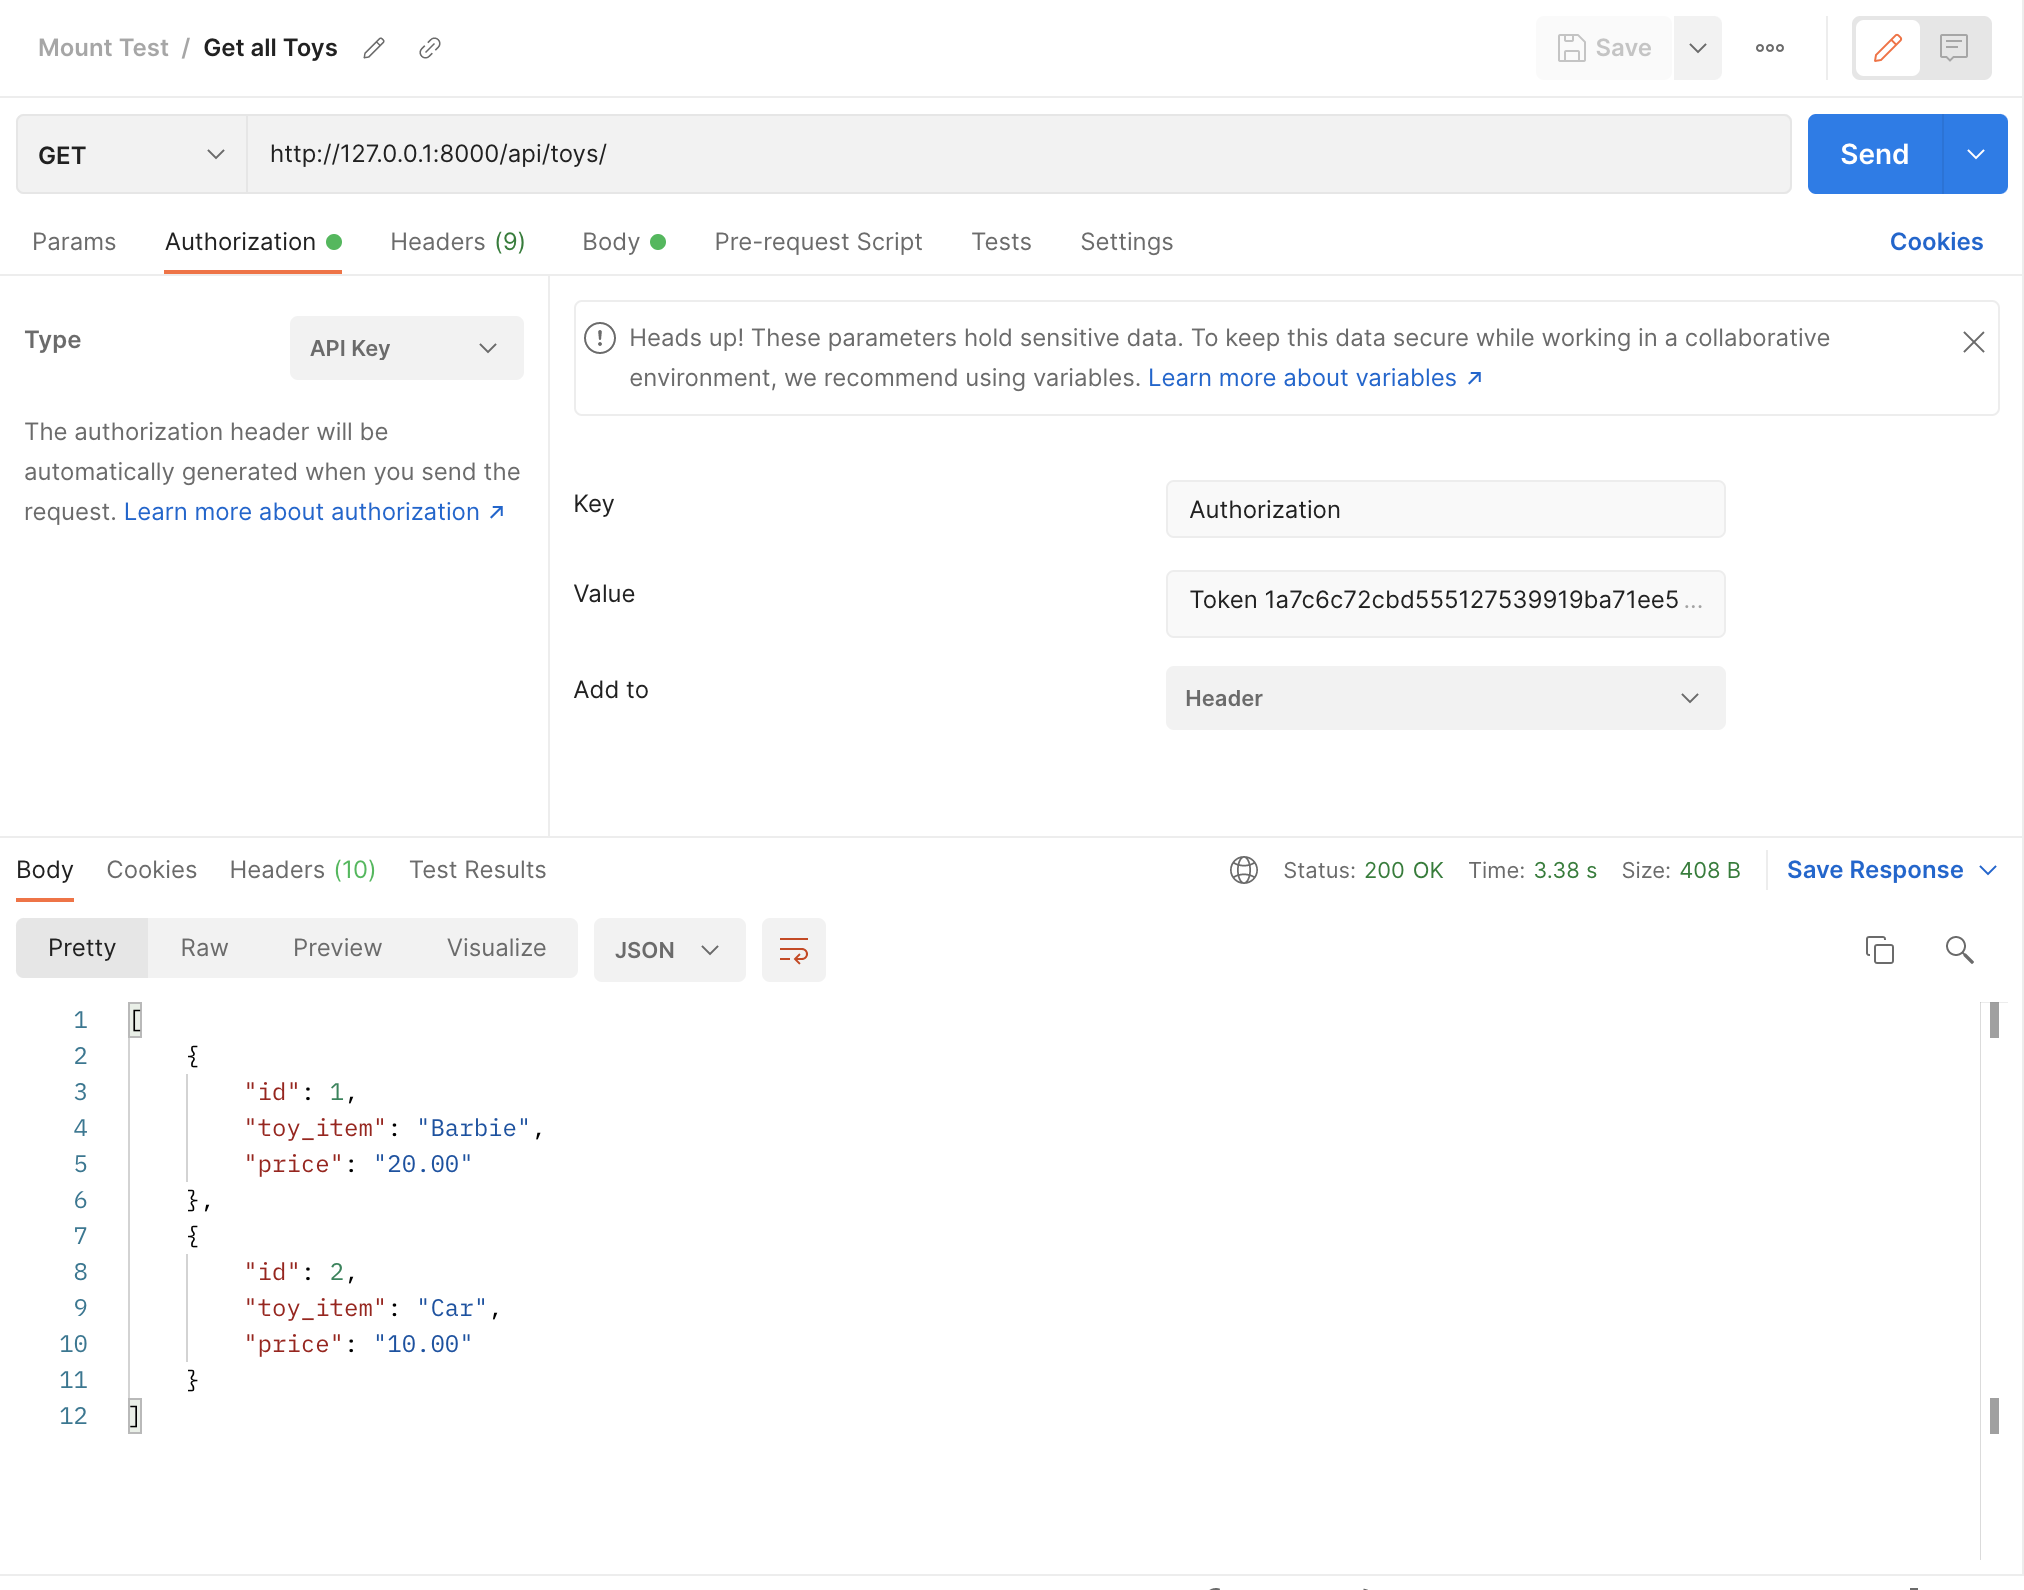 Mount Test / Get all Toys
Save
GET
http://127.0.0.1:8000/api/toys/
Send
Params Authorization Headers (9) Body Pre-request Script Tests Settings Cookies
Type
API Key
The authorization header will be
automatically generated when you send the
request. Learn more about authorization ↗
Heads up! These parameters hold sensitive data. To keep this data secure while working in a collaborative
environment, we recommend using variables. Learn more about variables ↗
Key
Authorization
Value
Token 1a7c6c72cbd555127539919ba71ee5 ...
Add to
Header
Body Cookies Headers (10) Test Results
Status: 200 OK Time: 3.38 s Size: 408 B Save Response
Pretty Raw Preview Visualize JSON
1 [
2 {
3 "id": 1,
4 "toy_item": "Barbie",
5 "price": "20.00"
6 },
7 {
8 "id": 2,
9 "toy_item": "Car",
10 "price": "10.00"
11 }
12 ]